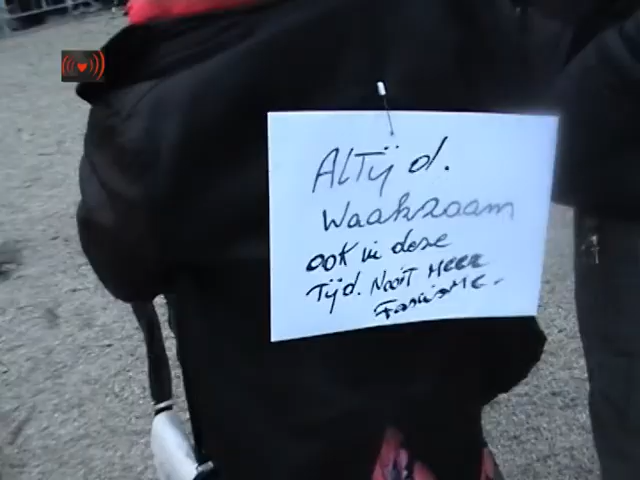 Altijd.
Waakzaam
ook in deze
Tijd. Nooit Meer
Fascisme.